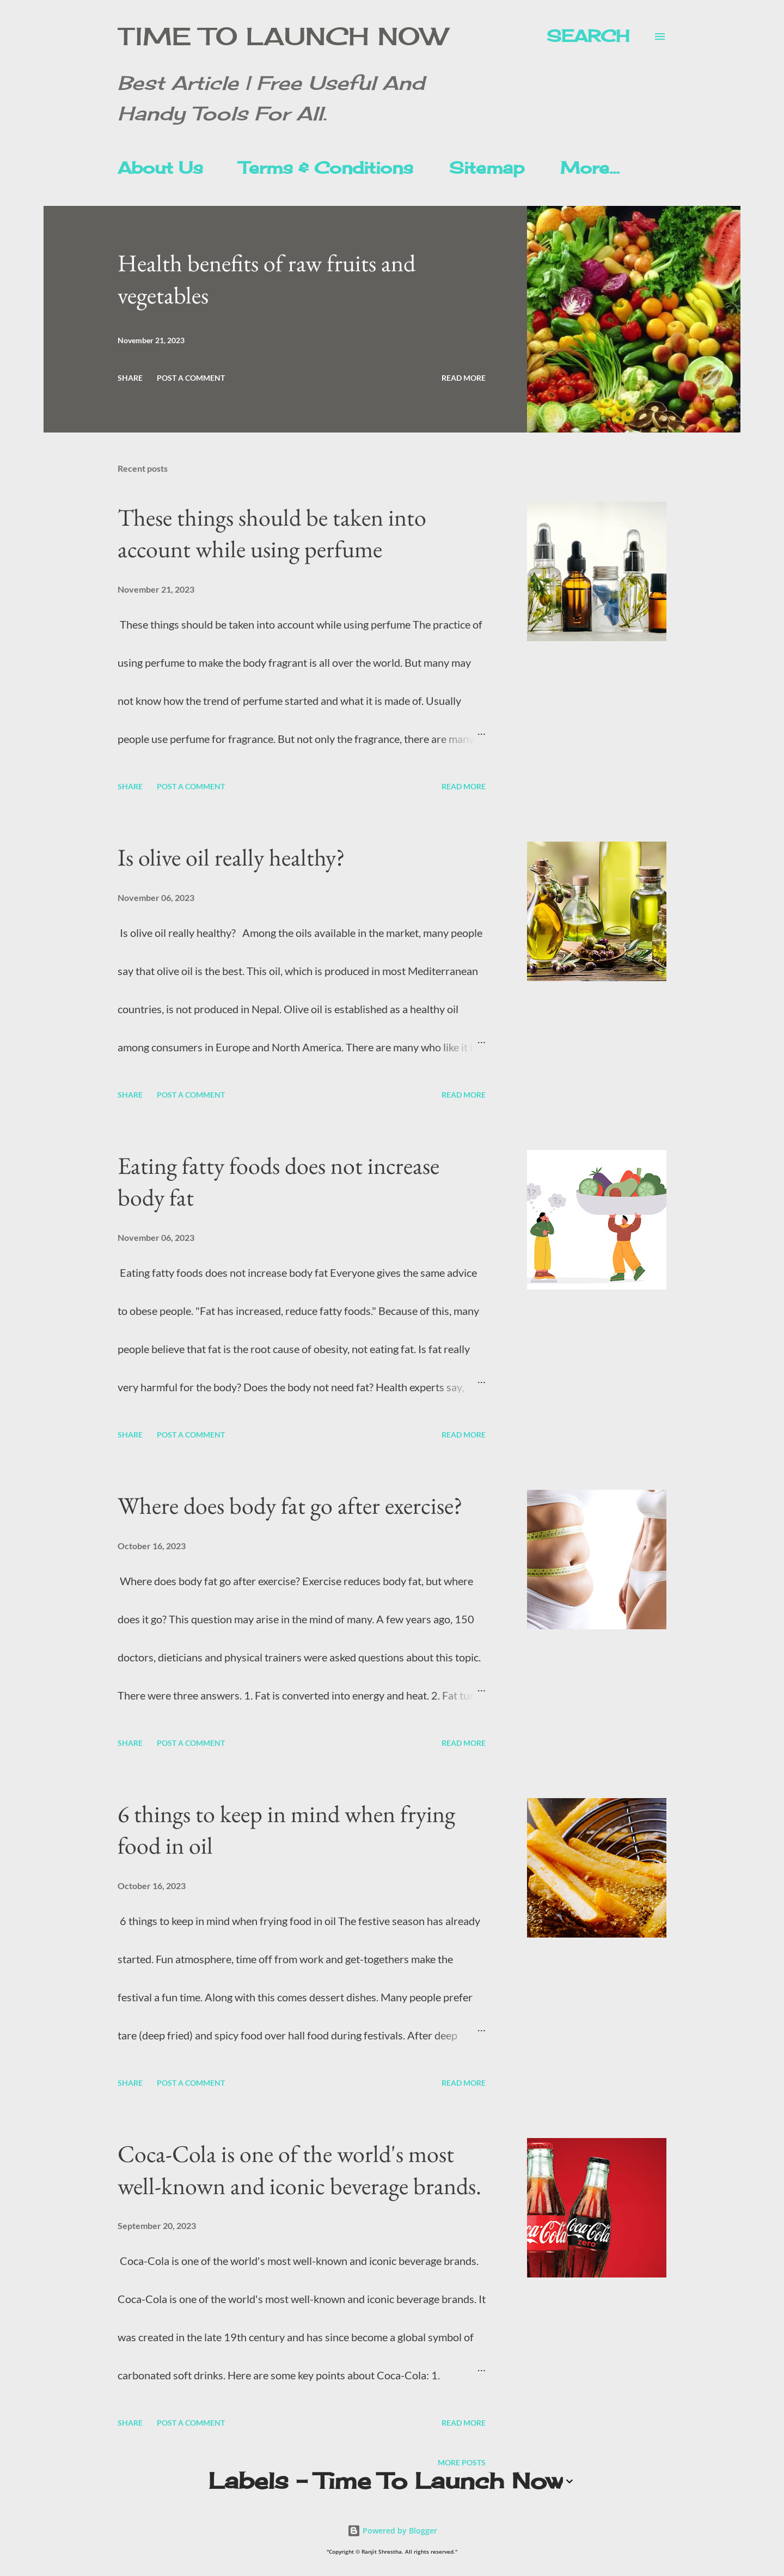 TIME TO LAUNCH NOW
SEARCH
Best Article | Free Useful And
Handy Tools For All.
About Us
Terms & Conditions
Sitemap
More…
Health benefits of raw fruits and
vegetables
November 21, 2023
SHARE
POST A COMMENT
READ MORE
Recent posts
These things should be taken into
account while using perfume
November 21, 2023
These things should be taken into account while using perfume The practice of
using perfume to make the body fragrant is all over the world. But many may
not know how the trend of perfume started and what it is made of. Usually
people use perfume for fragrance. But not only the fragrance, there are many …
SHARE
POST A COMMENT
READ MORE
Is olive oil really healthy?
November 06, 2023
Is olive oil really healthy? Among the oils available in the market, many people
say that olive oil is the best. This oil, which is produced in most Mediterranean
countries, is not produced in Nepal. Olive oil is established as a healthy oil
among consumers in Europe and North America. There are many who like it …
SHARE
POST A COMMENT
READ MORE
Eating fatty foods does not increase
body fat
November 06, 2023
Eating fatty foods does not increase body fat Everyone gives the same advice
to obese people. "Fat has increased, reduce fatty foods." Because of this, many
people believe that fat is the root cause of obesity, not eating fat. Is fat really
very harmful for the body? Does the body not need fat? Health experts say, …
SHARE
POST A COMMENT
READ MORE
Where does body fat go after exercise?
October 16, 2023
Where does body fat go after exercise? Exercise reduces body fat, but where
does it go? This question may arise in the mind of many. A few years ago, 150
doctors, dieticians and physical trainers were asked questions about this topic.
There were three answers. 1. Fat is converted into energy and heat. 2. Fat …
SHARE
POST A COMMENT
READ MORE
6 things to keep in mind when frying
food in oil
October 16, 2023
6 things to keep in mind when frying food in oil The festive season has already
started. Fun atmosphere, time off from work and get-togethers make the
festival a fun time. Along with this comes dessert dishes. Many people prefer
tare (deep fried) and spicy food over hall food during festivals. After deep …
SHARE
POST A COMMENT
READ MORE
Coca-Cola is one of the world's most
well-known and iconic beverage brands.
September 20, 2023
Coca-Cola is one of the world's most well-known and iconic beverage brands.
Coca-Cola is one of the world's most well-known and iconic beverage brands. It
was created in the late 19th century and has since become a global symbol of
carbonated soft drinks. Here are some key points about Coca-Cola: 1. …
Coca-Cola
Coca-Cola
zero
SHARE
POST A COMMENT
READ MORE
MORE POSTS
Labels - Time To Launch Now
Powered by Blogger
"Copyright © Ranjit Shrestha. All rights reserved."